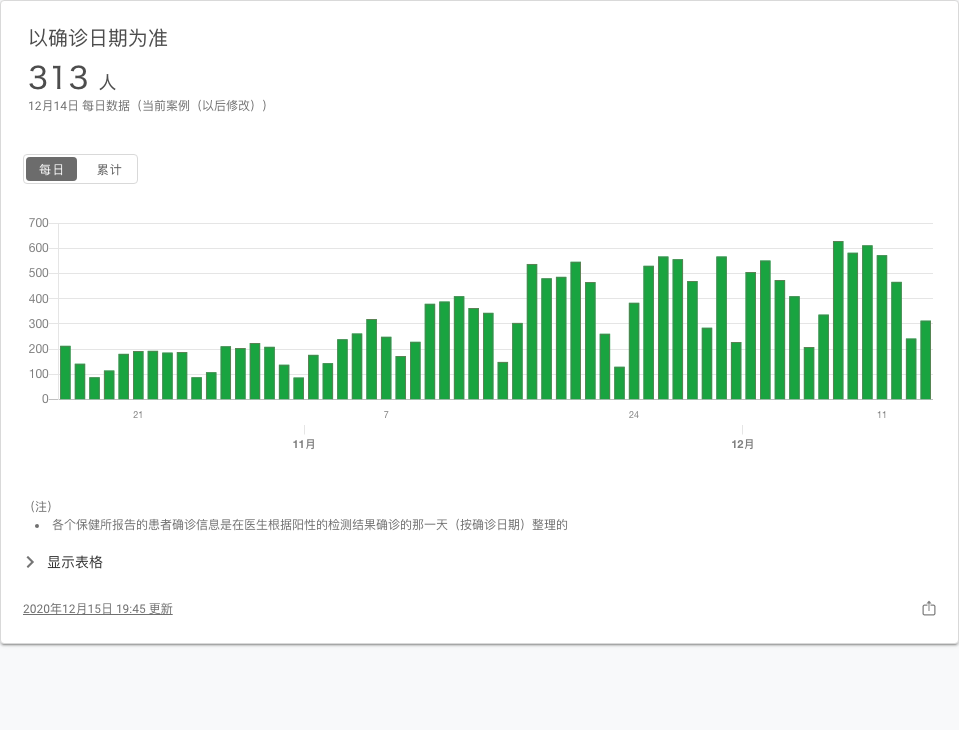 以确诊日期为准
313 人
12月14日 每日数据（当前案例（以后修改））
每日 累计
700
600
500
400
300
200
100
0
21 7 24 11
11月 12月
（注）
• 各个保健所报告的患者确诊信息是在医生根据阳性的检测结果确诊的那一天（按确诊日期）整理的
显示表格
2020年12月15日 19:45 更新